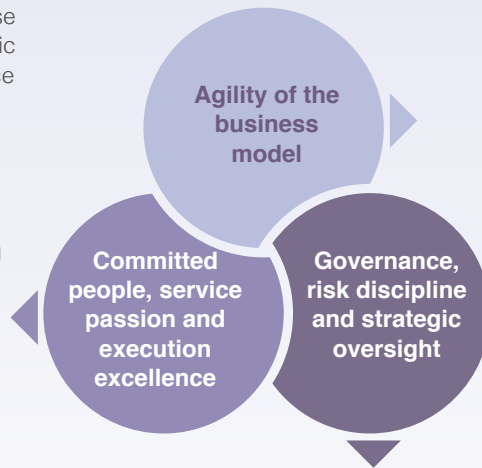 Agility of the
business
model
Committed
people, service
passion and
execution
excellence
Governance,
risk discipline
and strategic
oversight